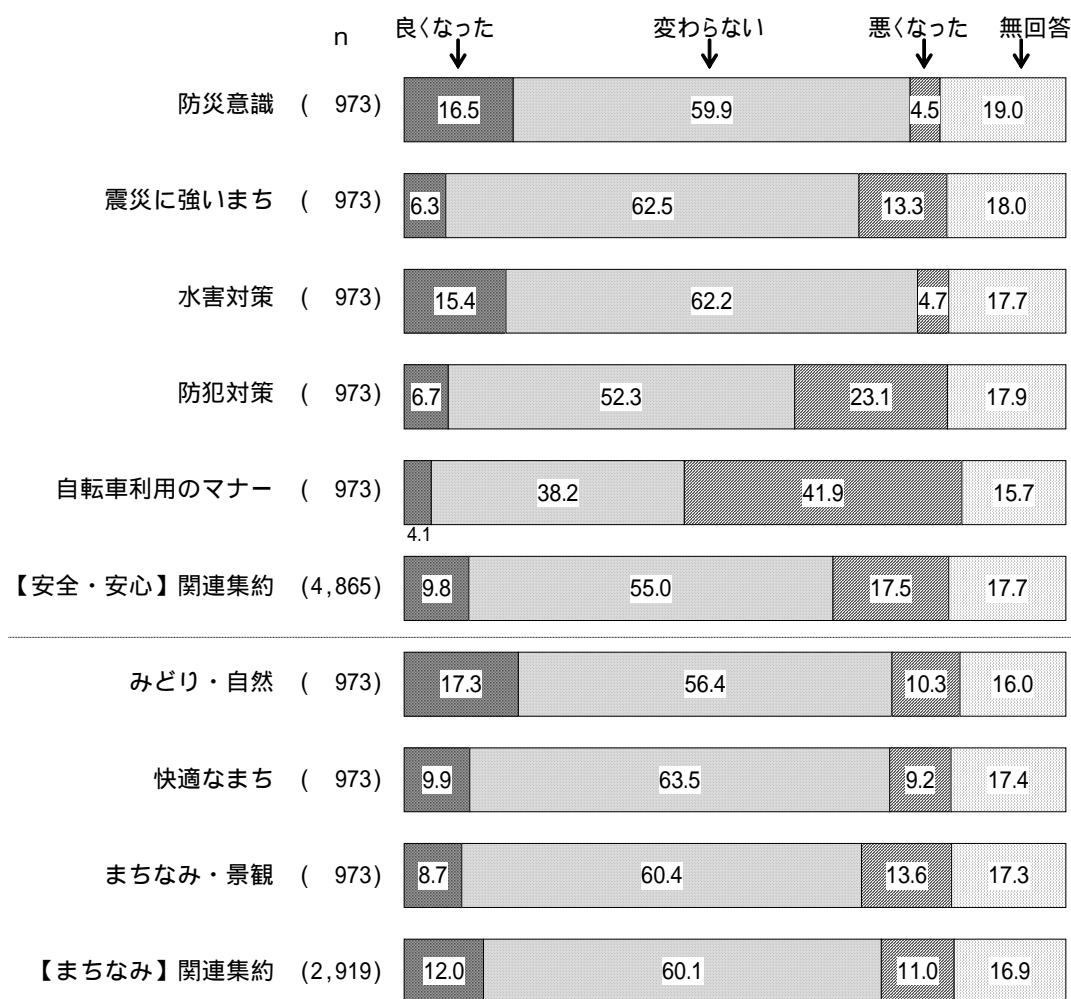 n 良くなった 変わらない 悪くなった 無回答
防災意識 ( 973) 16.5 59.9 4.5 19.0
震災に強いまち ( 973) 6.3 62.5 13.3 18.0
水害対策 ( 973) 15.4 62.2 4.7 17.7
防犯対策 ( 973) 6.7 52.3 23.1 17.9
自転車利用のマナー ( 973) 38.2 41.9 15.7
4.1
【安全・安心】関連集約 (4,865) 9.8 55.0 17.5 17.7
みどり・自然 ( 973) 17.3 56.4 10.3 16.0
快適なまち ( 973) 9.9 63.5 9.2 17.4
まちなみ・景観 ( 973) 8.7 60.4 13.6 17.3
【まちなみ】関連集約 (2,919) 12.0 60.1 11.0 16.9